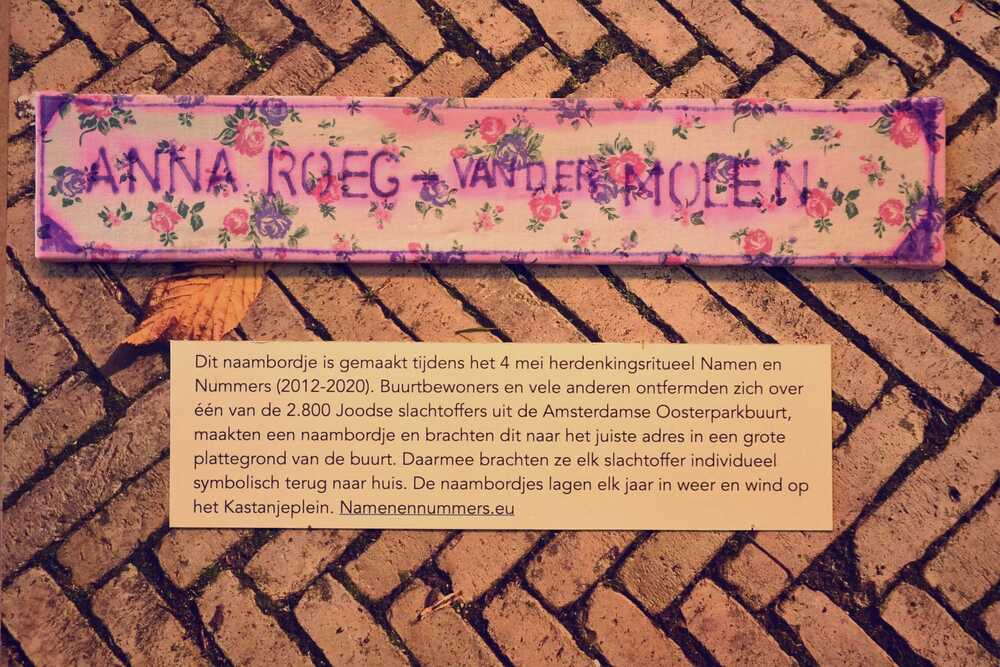 ANNA ROEG - VAN DER MOLEN
Dit naambordje is gemaakt tijdens het 4 mei herdenkingsritueel Namen en
Nummers (2012-2020). Buurtbewoners en vele anderen ontfermden zich over
één van de 2.800 Joodse slachtoffers uit de Amsterdamse Oosterparkbuurt,
maakten een naambordje en brachten dit naar het juiste adres in een grote
plattegrond van de buurt. Daarmee brachten ze elk slachtoffer individueel
symbolisch terug naar huis. De naambordjes lagen elk jaar in weer en wind op
het Kastanjeplein. Namenennummers.eu